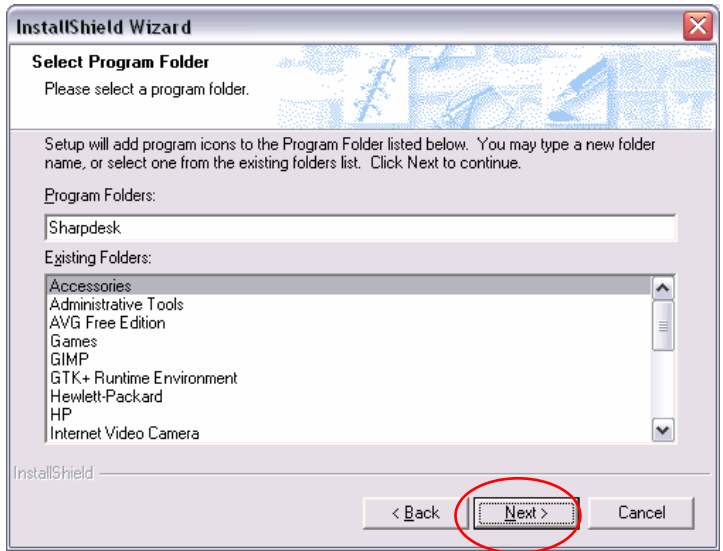 InstallShield Wizard
Select Program Folder
Please select a program folder.
Setup will add program icons to the Program Folder listed below.  You may type a new folder
name, or select one from the existing folders list.  Click Next to continue.
Program Folders:
Sharpdesk
Existing Folders:
Accessories
Administrative Tools
AVG Free Edition
Games
GIMP
GTK+ Runtime Environment
Hewlett-Packard
HP
Internet Video Camera
InstallShield
< Back
Next >
Cancel